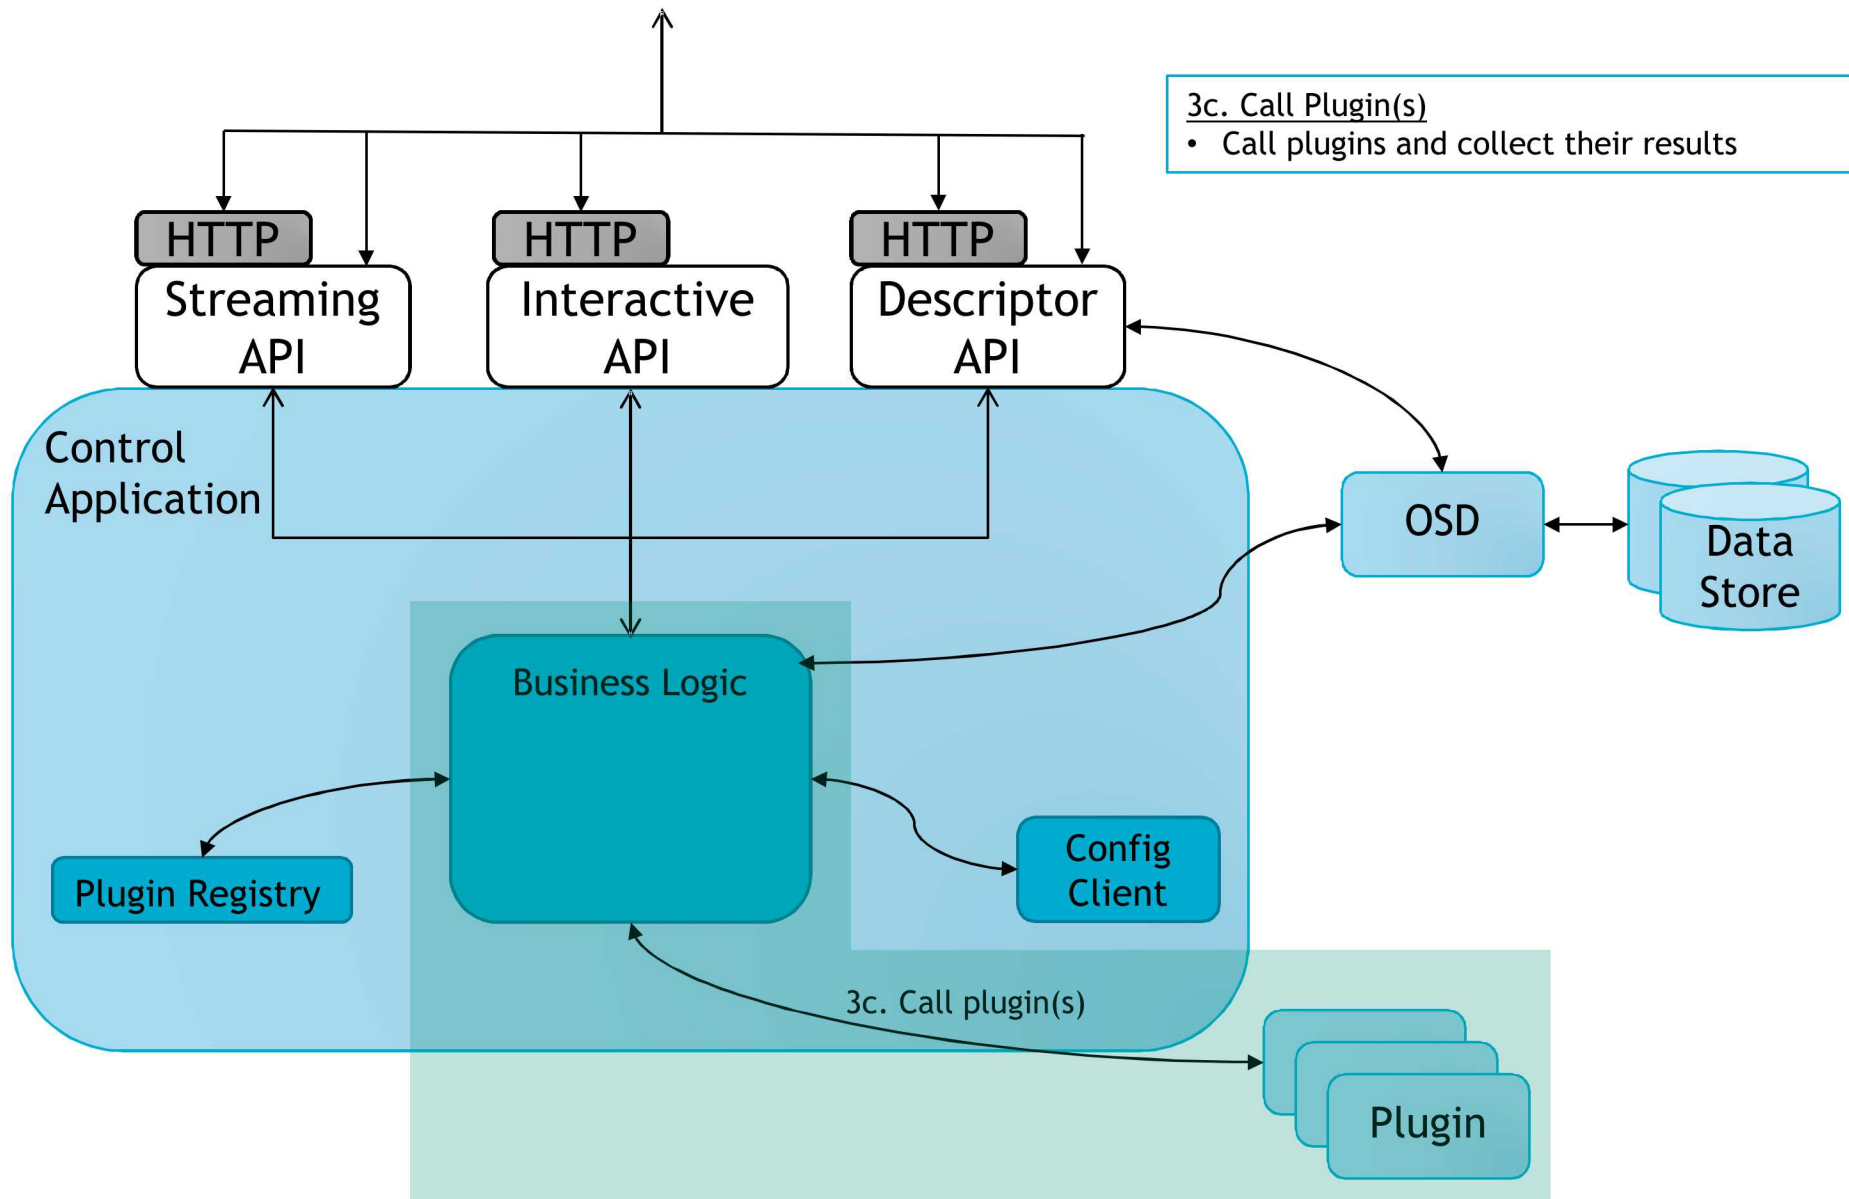 3c. Call Plugin(s)
• Call plugins and collect their results
HTTP
HTTP
HTTP
Streaming
API
Interactive
API
Descriptor
API
Control
Application
OSD
Data
Store
Business Logic
Plugin Registry
Config
Client
3c. Call plugin(s)
Plugin